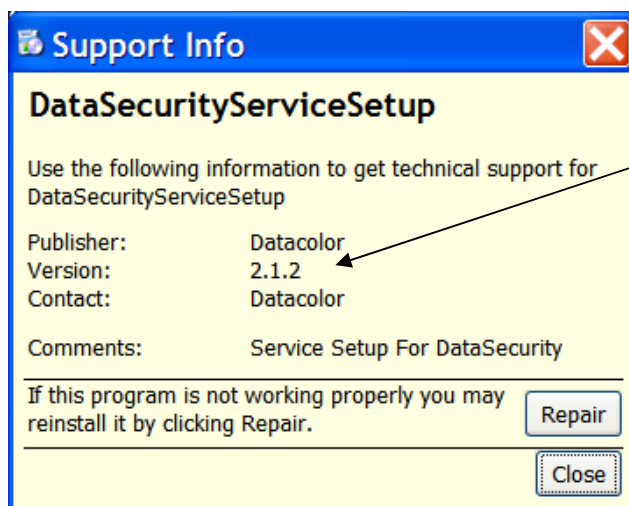 Support Info
DataSecurityServiceSetup
Use the following information to get technical support for
DataSecurityServiceSetup
Publisher: Datacolor
Version: 2.1.2
Contact: Datacolor
Comments: Service Setup For DataSecurity
If this program is not working properly you may
reinstall it by clicking Repair.
Repair
Close